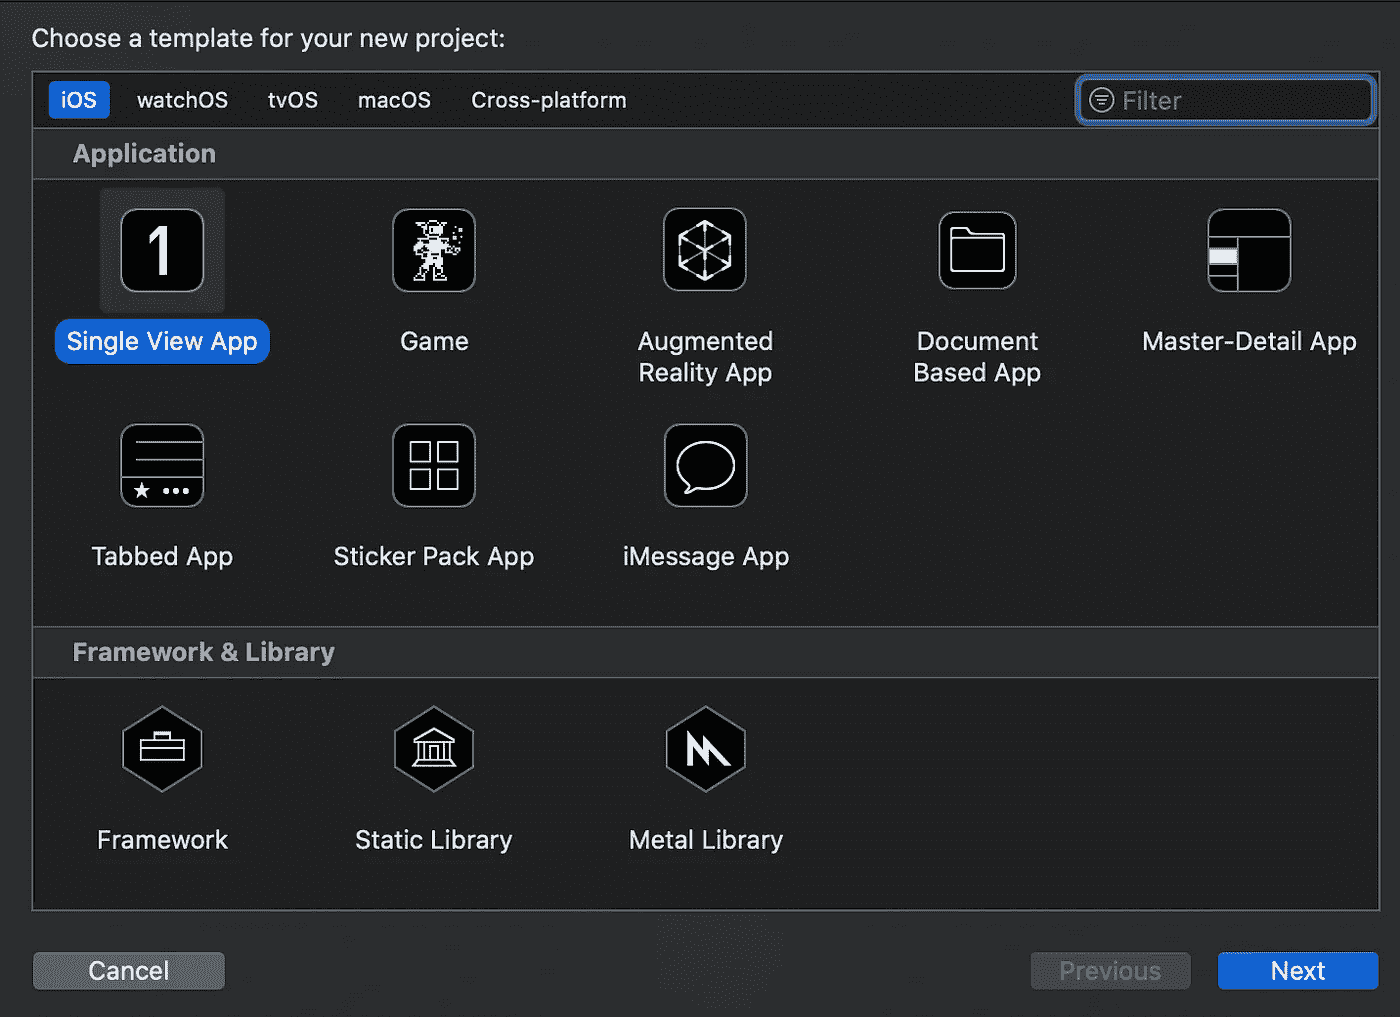 Choose a template for your new project:
iOS watchOS tvOS macOS Cross-platform Filter
Application
1
Single View App Game Augmented Reality App Document Based App Master-Detail App
Tabbed App Sticker Pack App iMessage App
Framework & Library
Framework Static Library Metal Library
Cancel Previous Next